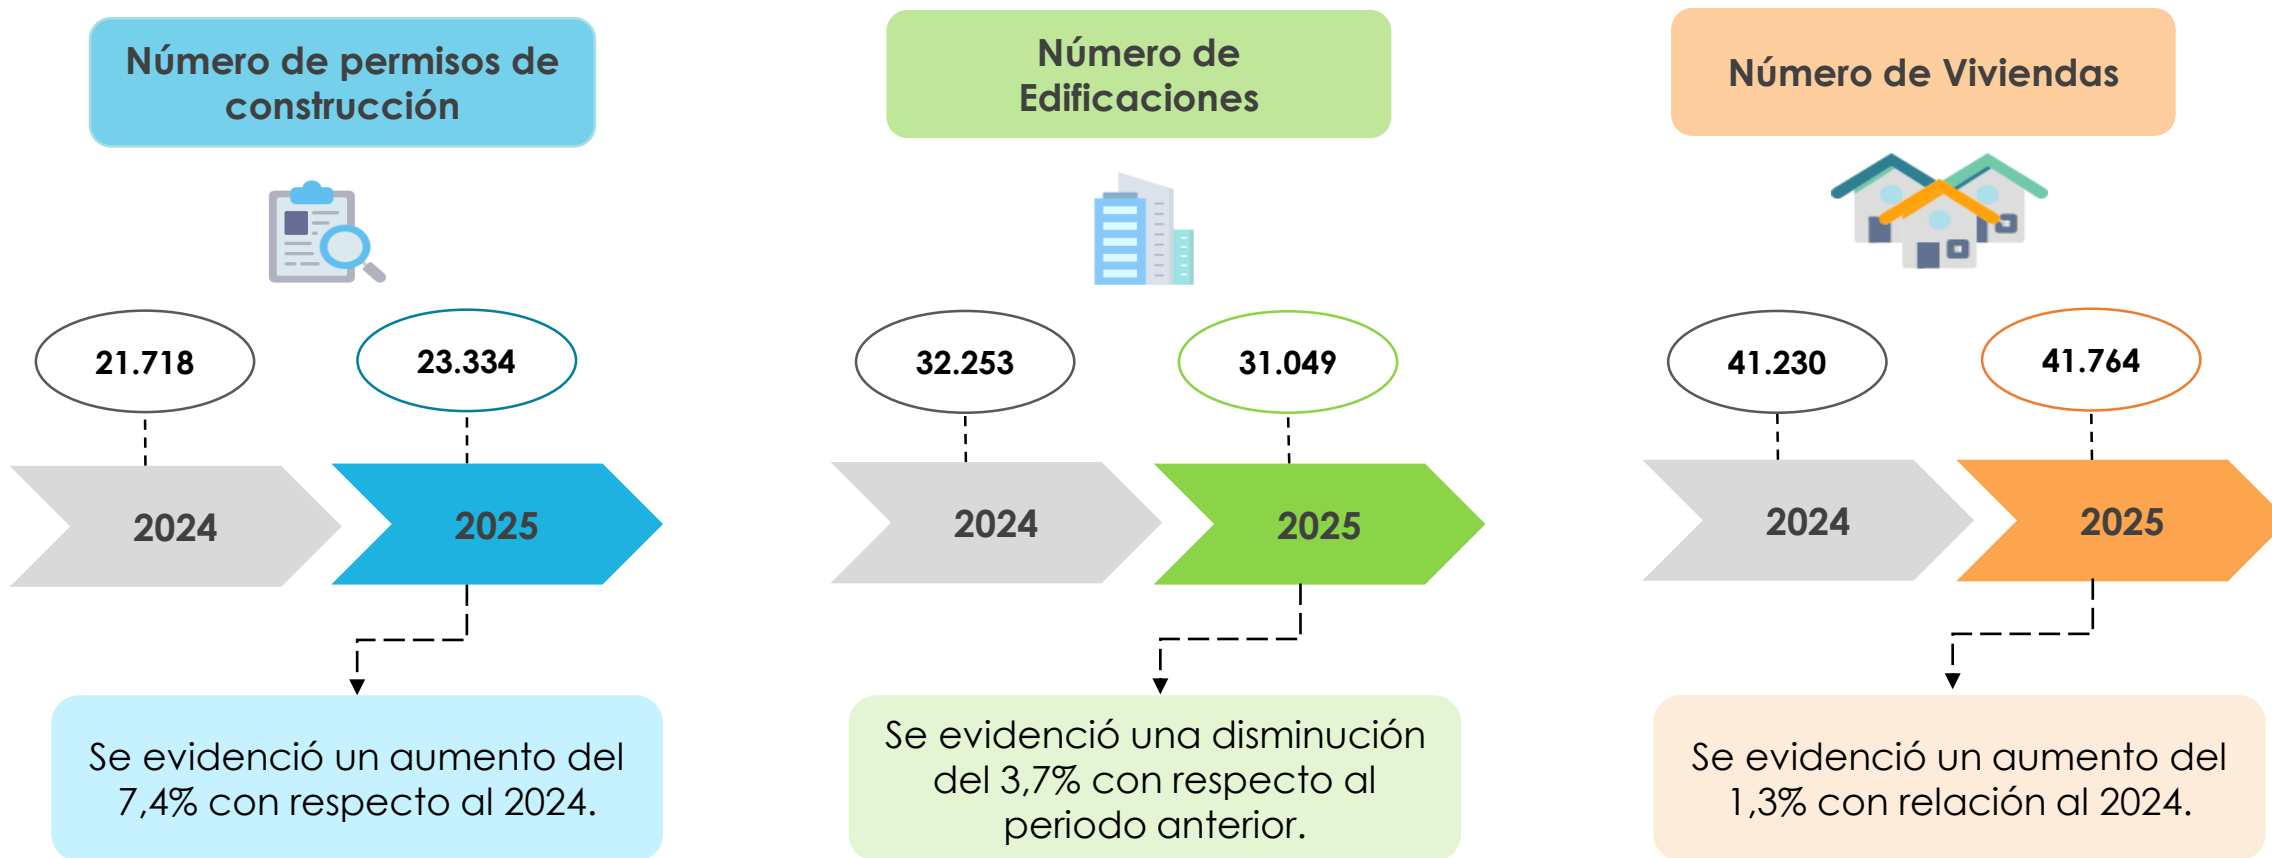 Número de permisos de
construcción
21.718
23.334
2024
2025
Se evidenció un aumento del
7,4% con respecto al 2024.
Número de
Edificaciones
32.253
31.049
2024
2025
Se evidenció una disminución
del 3,7% con respecto al
periodo anterior.
Número de Viviendas
41.230
41.764
2024
2025
Se evidenció un aumento del
1,3% con relación al 2024.